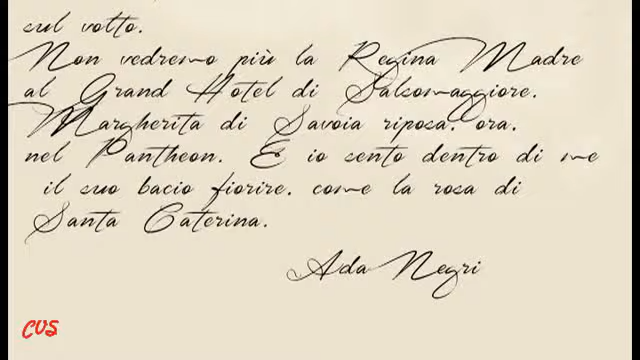 sul volto.
Non vedremo più la Regina Madre
al Grand Hotel di Salsomaggiore.
Margherita di Savoia riposa. ora.
nel Pantheon. E io sento dentro di me
il suo bacio fiorire. come la rosa di
Santa Caterina.
Ada Negri
CUS